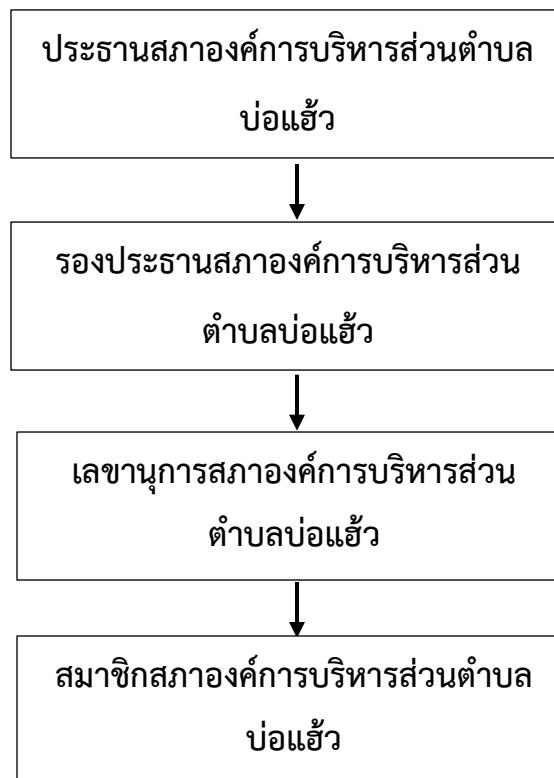 ประธานสภาองค์การบริหารส่วนตำบล
บ่อแฮ้ว
รองประธานสภาองค์การบริหารส่วน
ตำบลบ่อแฮ้ว
เลขานุการสภาองค์การบริหารส่วน
ตำบลบ่อแฮ้ว
สมาชิกสภาองค์การบริหารส่วนตำบล
บ่อแฮ้ว